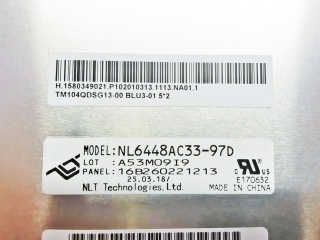 H.1580349021.P102010313.1113.NA01.1
TM104QDSG13-00 BLU3-01 5*2
MODEL:NL6448AC33-97D
LOT : A53M09I9
PANEL:16B260221213
25.03.18/
NLT Technologies,Ltd.
E170632
MADE IN CHINA